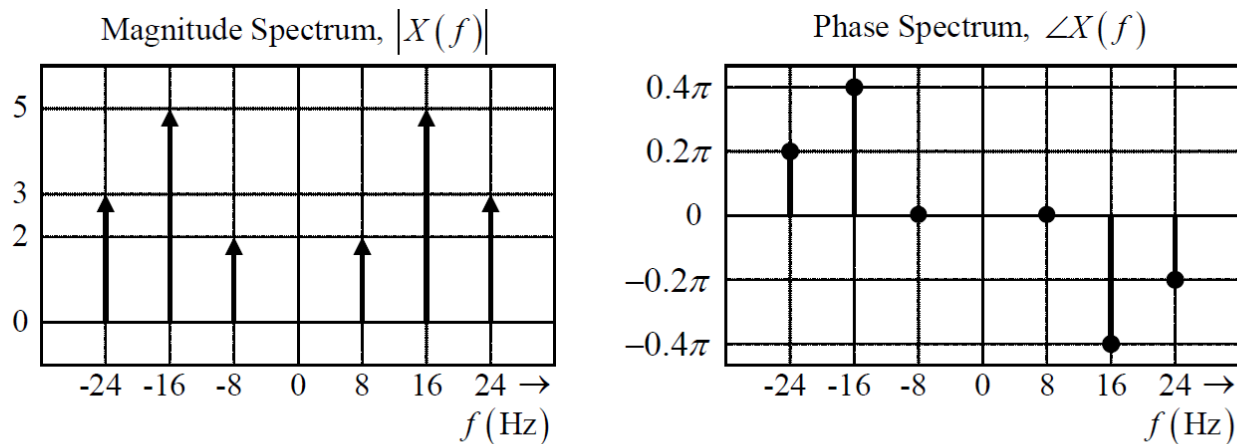 Magnitude Spectrum, |X(f)|
5
3
2
0
-24 -16 -8 0 8 16 24 →
f (Hz)
Phase Spectrum, ∠X(f)
0.4π
0.2π
0
−0.2π
−0.4π
-24 -16 -8 0 8 16 24 →
f (Hz)